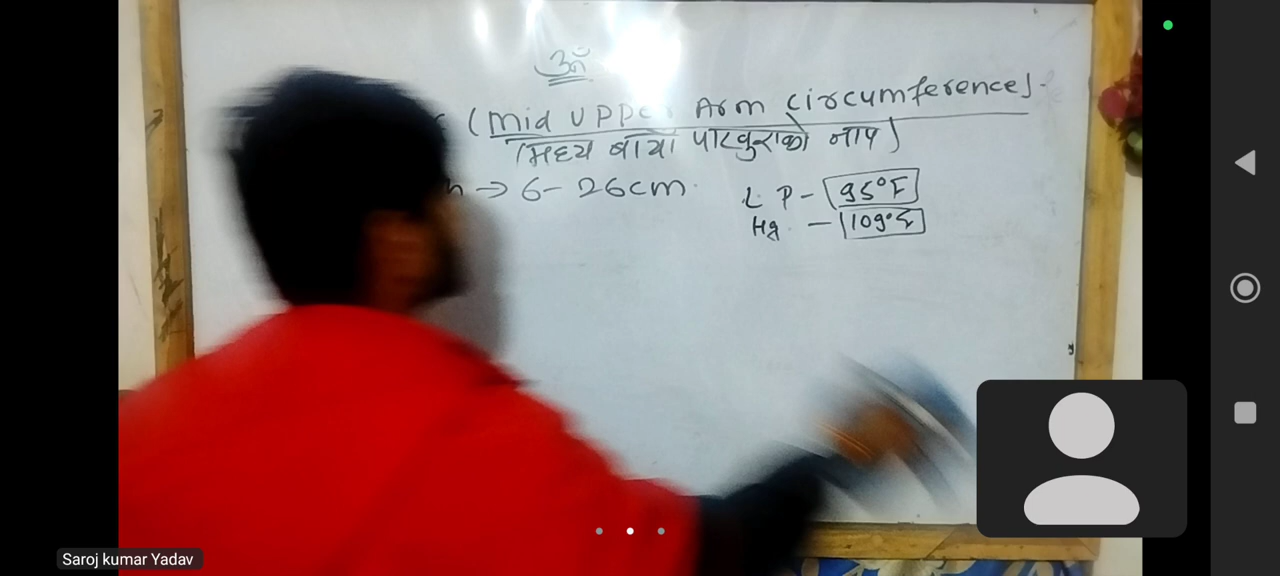 ॐ
(Mid UPPer Arm Circumference).
(मध्य बायाँ पाखुराको नाप)
→ 6- 26cm.
L P - 95°F
Hg. - 109°F
Saroj kumar Yadav